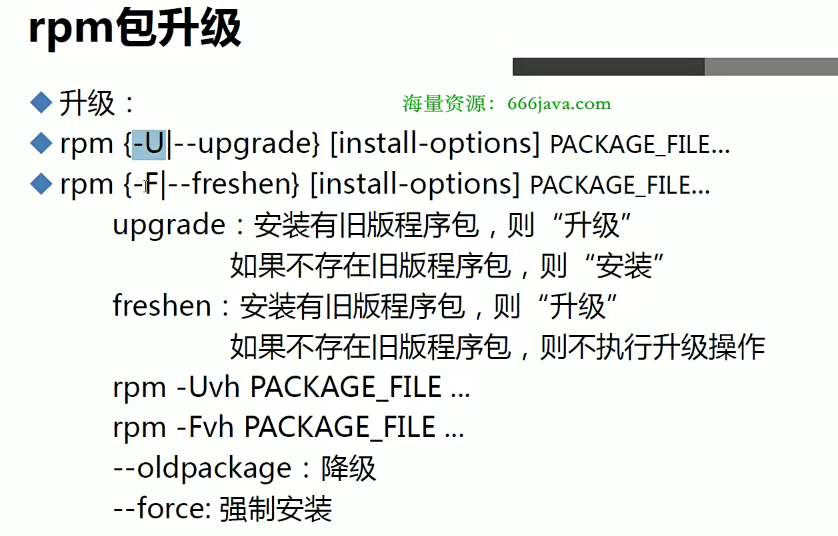 rpm包升级
升级：
海量资源：666java.com
rpm {-U|--upgrade} [install-options] PACKAGE_FILE...
rpm {-F|--freshen} [install-options] PACKAGE_FILE...
upgrade：安装有旧版程序包，则“升级”
如果不存在旧版程序包，则“安装”
freshen：安装有旧版程序包，则“升级”
如果不存在旧版程序包，则不执行升级操作
rpm -Uvh PACKAGE_FILE ...
rpm -Fvh PACKAGE_FILE ...
--oldpackage：降级
--force: 强制安装